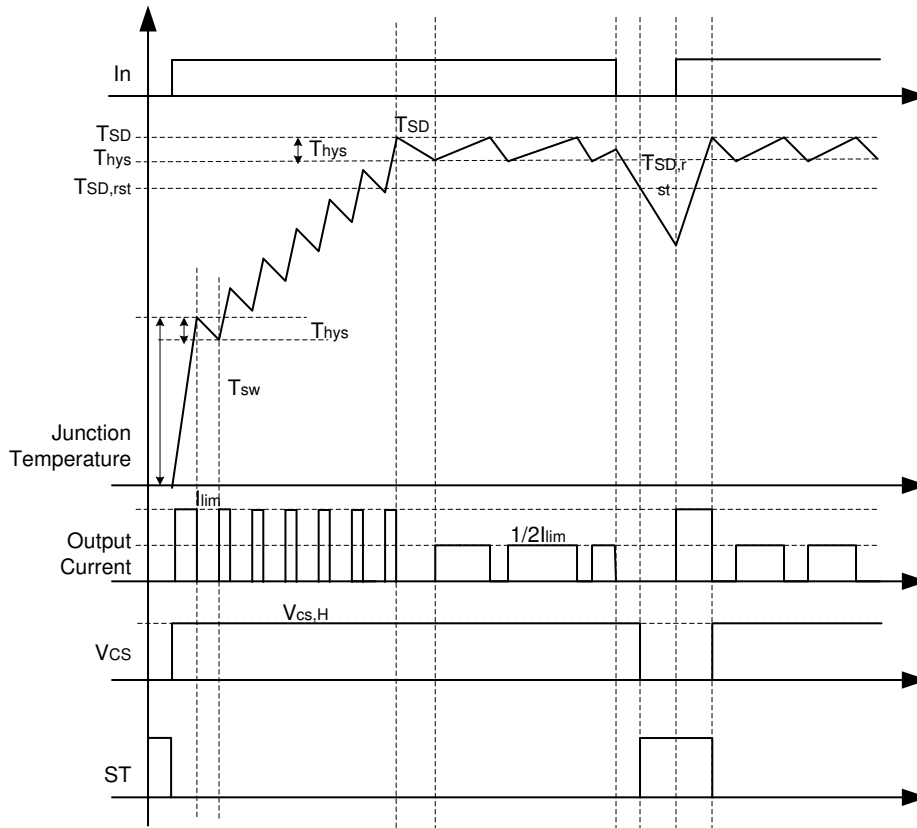 In
TSD
Thys
TSD,rst
Thys
TSD
TSD,r
st
Thys
Tsw
Junction
Temperature
Ilim
Output
Current
1/2Ilim
Vcs,H
VCS
ST